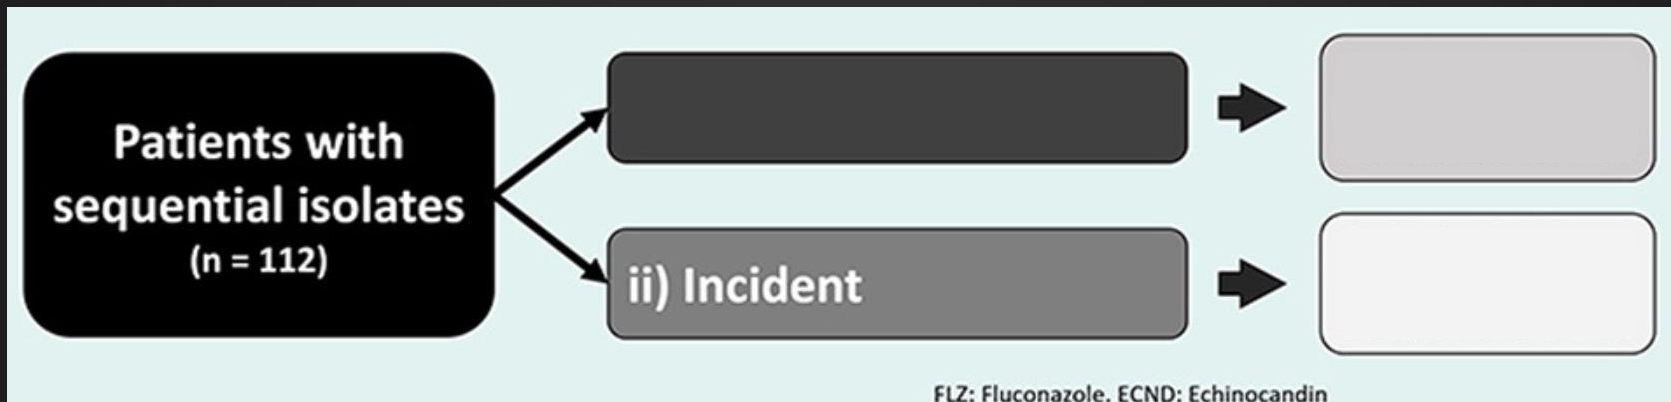 Patients with
sequential isolates
(n = 112)
ii) Incident
FLZ: Fluconazole, ECND: Echinocandin